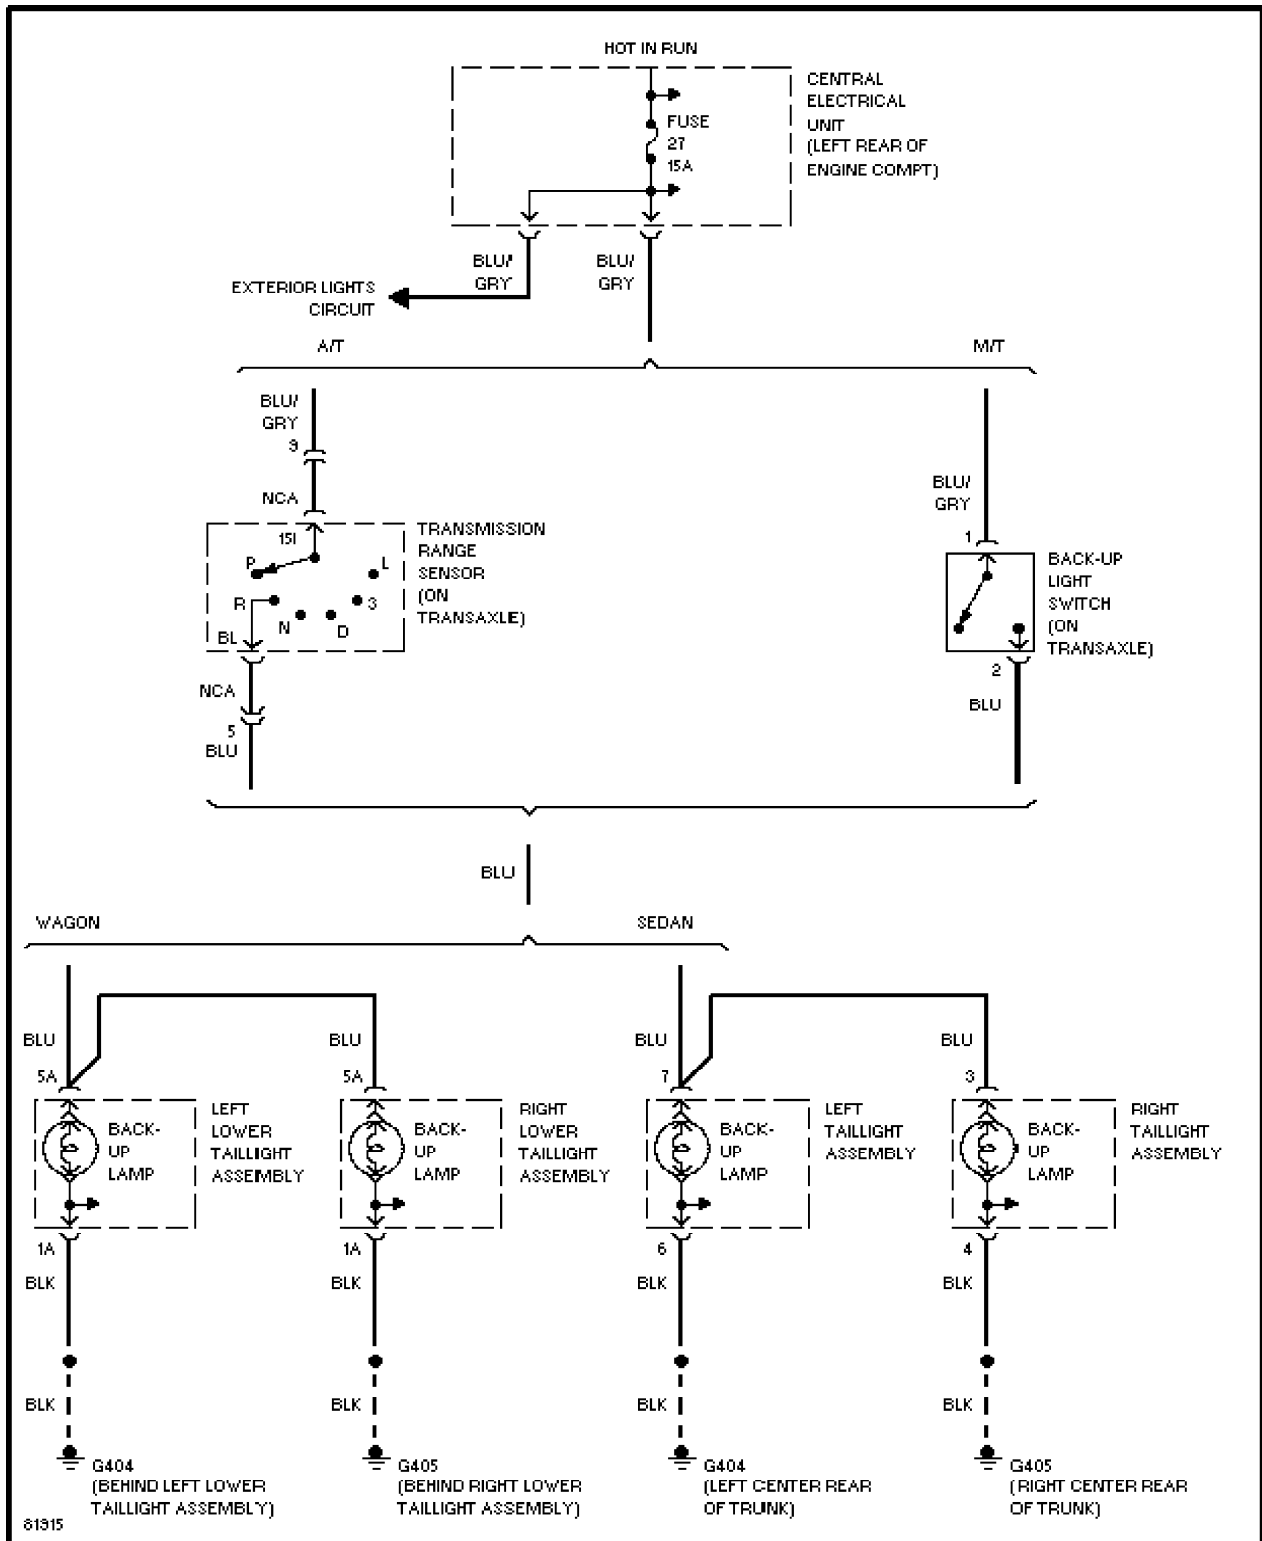 HOT IN RUN
CENTRAL
ELECTRICAL
UNIT
(LEFT REAR OF
ENGINE COMPT)
FUSE
27
15A
BLU/
GRY
BLU/
GRY
EXTERIOR LIGHTS
CIRCUIT
A/T
M/T
BLU/
GRY
9
NCA
BLU/
GRY
1
TRANSMISSION
RANGE
SENSOR
(ON
TRANSAXLE)
15I
P
L
R
3
N
D
BL
BACK-UP
LIGHT
SWITCH
(ON
TRANSAXLE)
2
BLU
NCA
5
BLU
BLU
WAGON
SEDAN
BLU
BLU
BLU
BLU
5A
5A
7
3
BACK-
UP
LAMP
LEFT
LOWER
TAILLIGHT
ASSEMBLY
BACK-
UP
LAMP
RIGHT
LOWER
TAILLIGHT
ASSEMBLY
BACK-
UP
LAMP
LEFT
TAILLIGHT
ASSEMBLY
BACK-
UP
LAMP
RIGHT
TAILLIGHT
ASSEMBLY
1A
1A
6
4
BLK
BLK
BLK
BLK
BLK
BLK
BLK
BLK
G404
(BEHIND LEFT LOWER
TAILLIGHT ASSEMBLY)
G405
(BEHIND RIGHT LOWER
TAILLIGHT ASSEMBLY)
G404
(LEFT CENTER REAR
OF TRUNK)
G405
(RIGHT CENTER REAR
OF TRUNK)
81915